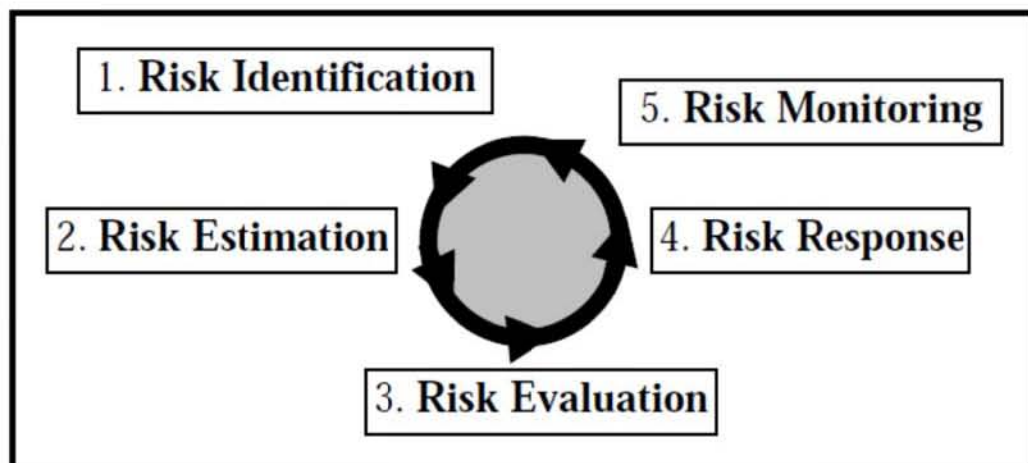 1. Risk Identification
5. Risk Monitoring
2. Risk Estimation
4. Risk Response
3. Risk Evaluation